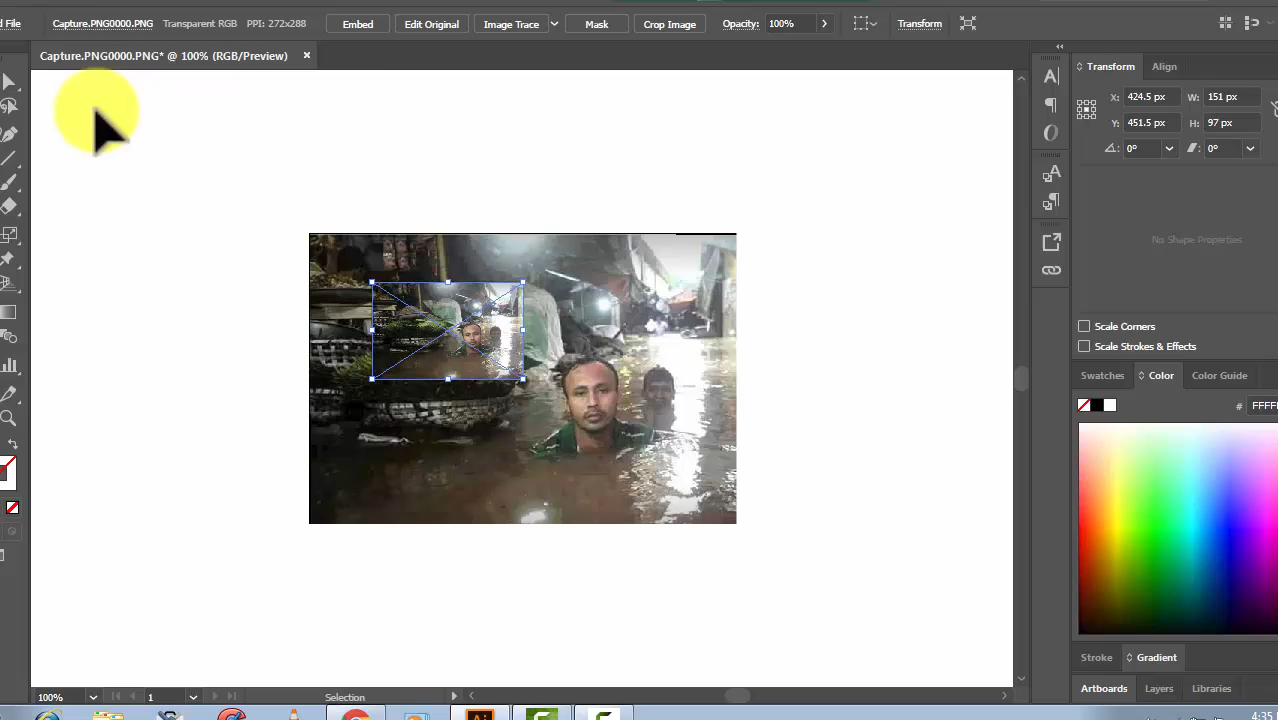 d File Capture.PNG0000.PNG Transparent RGB PPI: 272x288 Embed Edit Original Image Trace Mask Crop Image Opacity: 100% Transform
Capture.PNG0000.PNG* @ 100% (RGB/Preview) ×
Transform Align
X: 424.5 px W: 151 px
Y: 451.5 px H: 97 px
0° 0°
No Shape Properties
Scale Corners
Scale Strokes & Effects
Swatches Color Color Guide
# FFFF
Stroke Gradient
Artboards Layers Libraries
100% 1 Selection
4:35